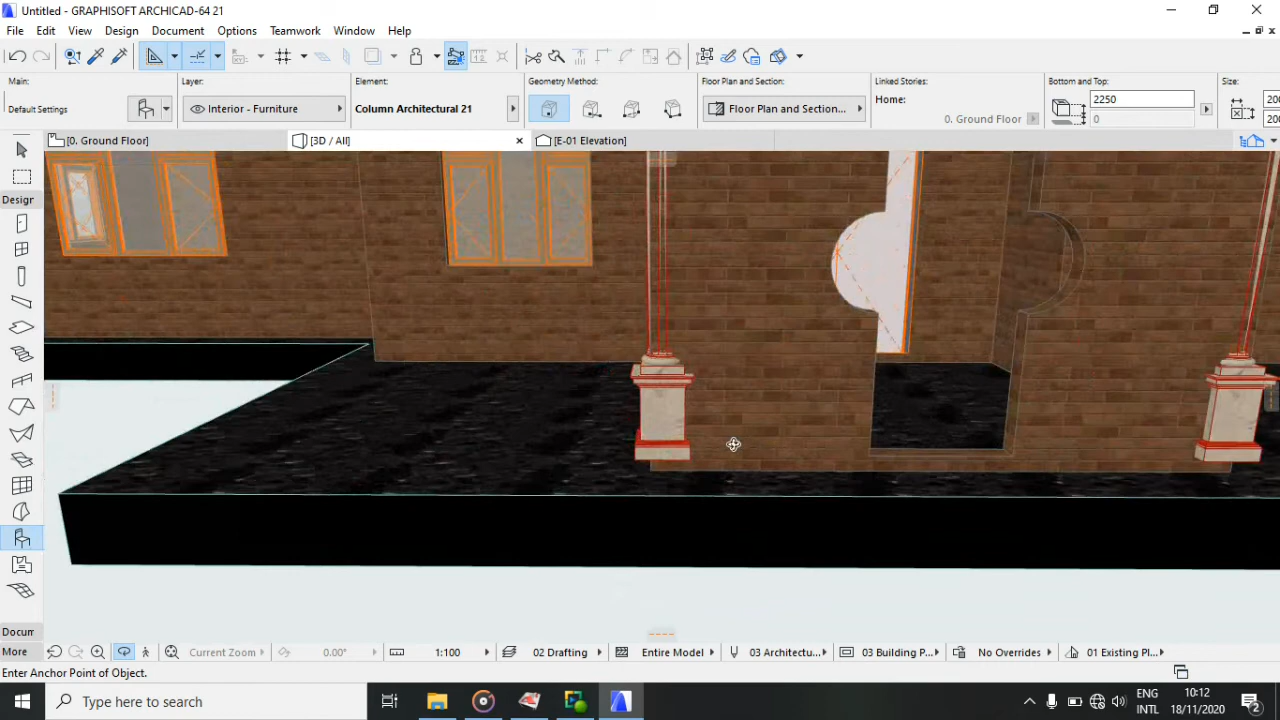 Untitled - GRAPHISOFT ARCHICAD-64 21
File Edit View Design Document Options Teamwork Window Help
Main: Layer: Element: Geometry Method: Floor Plan and Section: Linked Stories: Bottom and Top: Size:
Default Settings Interior - Furniture Column Architectural 21 Floor Plan and Section... Home: 2250
0. Ground Floor 0
[0. Ground Floor] [3D / All] [E-01 Elevation]
Design
Docum
More Current Zoom 0.00° 1:100 02 Drafting Entire Model 03 Architectu... 03 Building P... No Overrides 01 Existing Pl...
Enter Anchor Point of Object.
Type here to search
ENG
INTL
10:12
18/11/2020
2